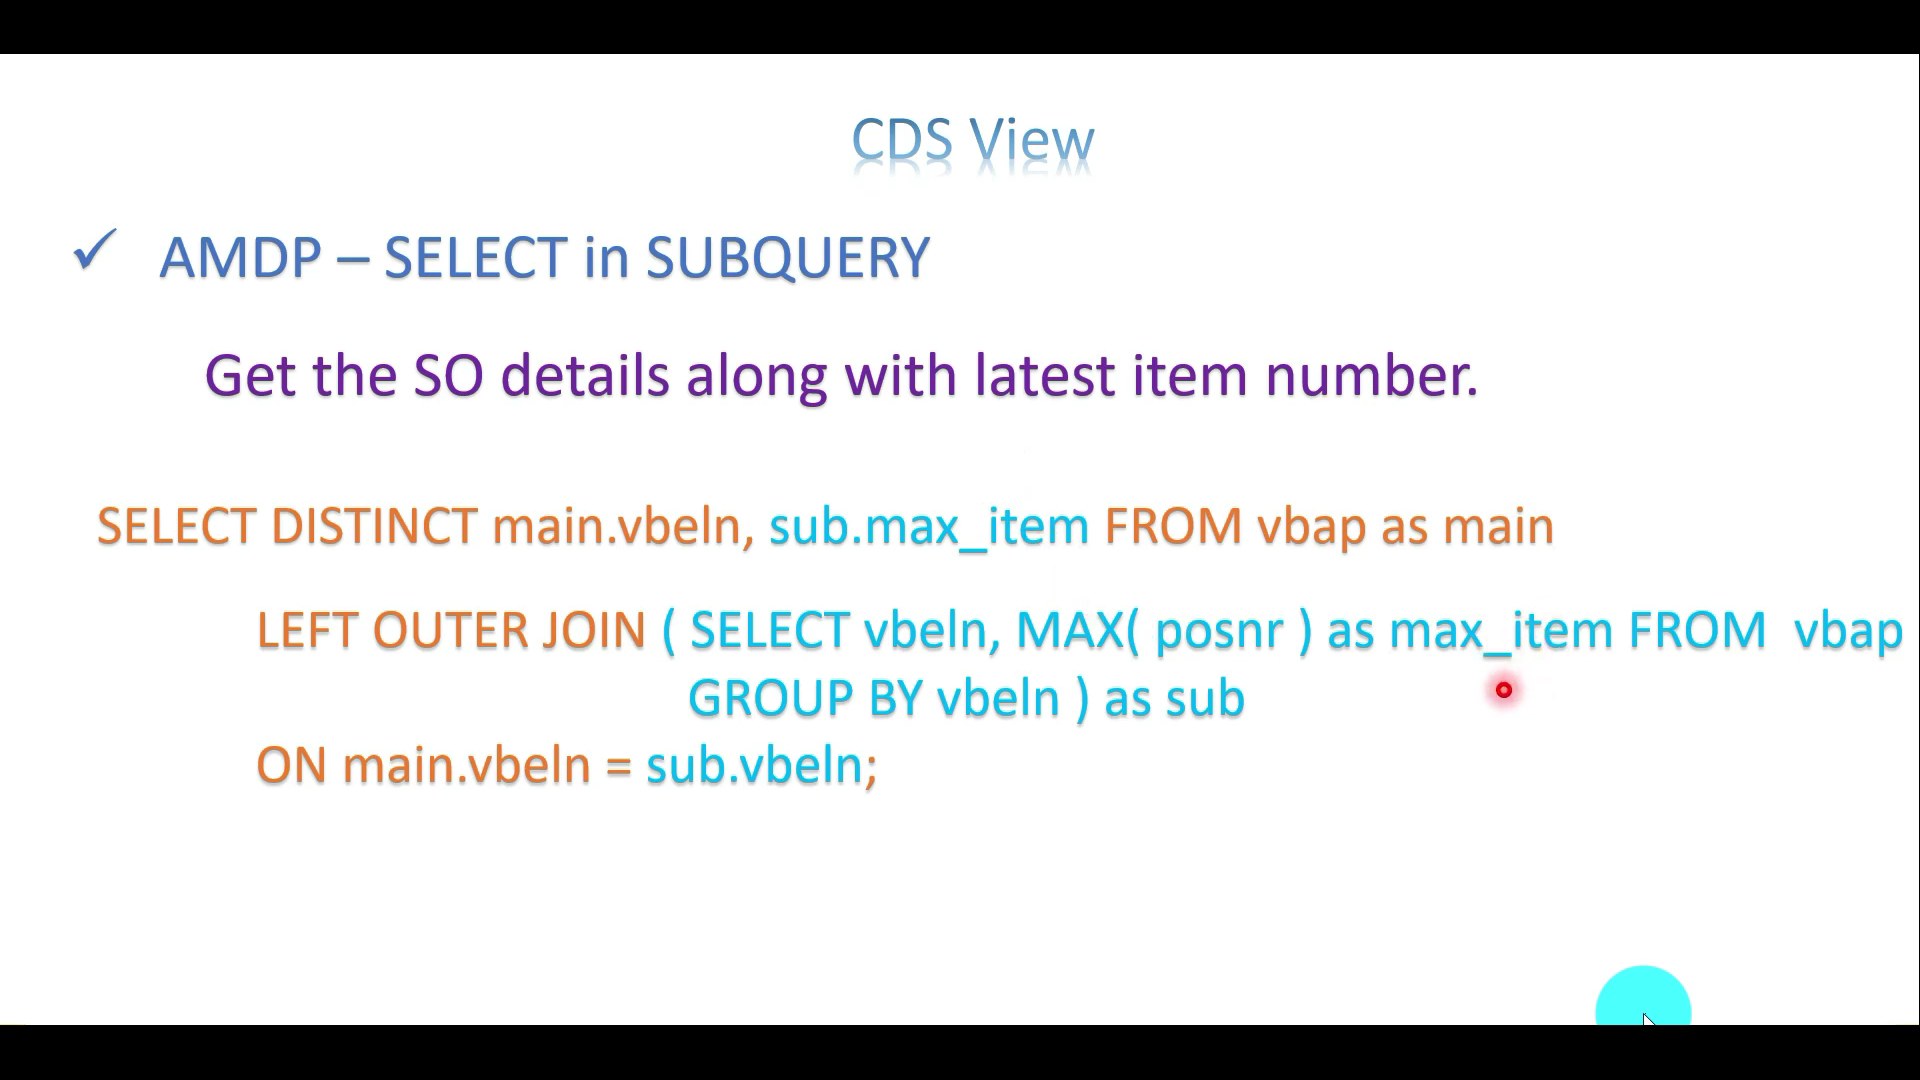 CDS View
✓ AMDP – SELECT in SUBQUERY
Get the SO details along with latest item number.
SELECT DISTINCT main.vbeln, sub.max_item FROM vbap as main
LEFT OUTER JOIN ( SELECT vbeln, MAX( posnr ) as max_item FROM vbap
GROUP BY vbeln ) as sub
ON main.vbeln = sub.vbeln;